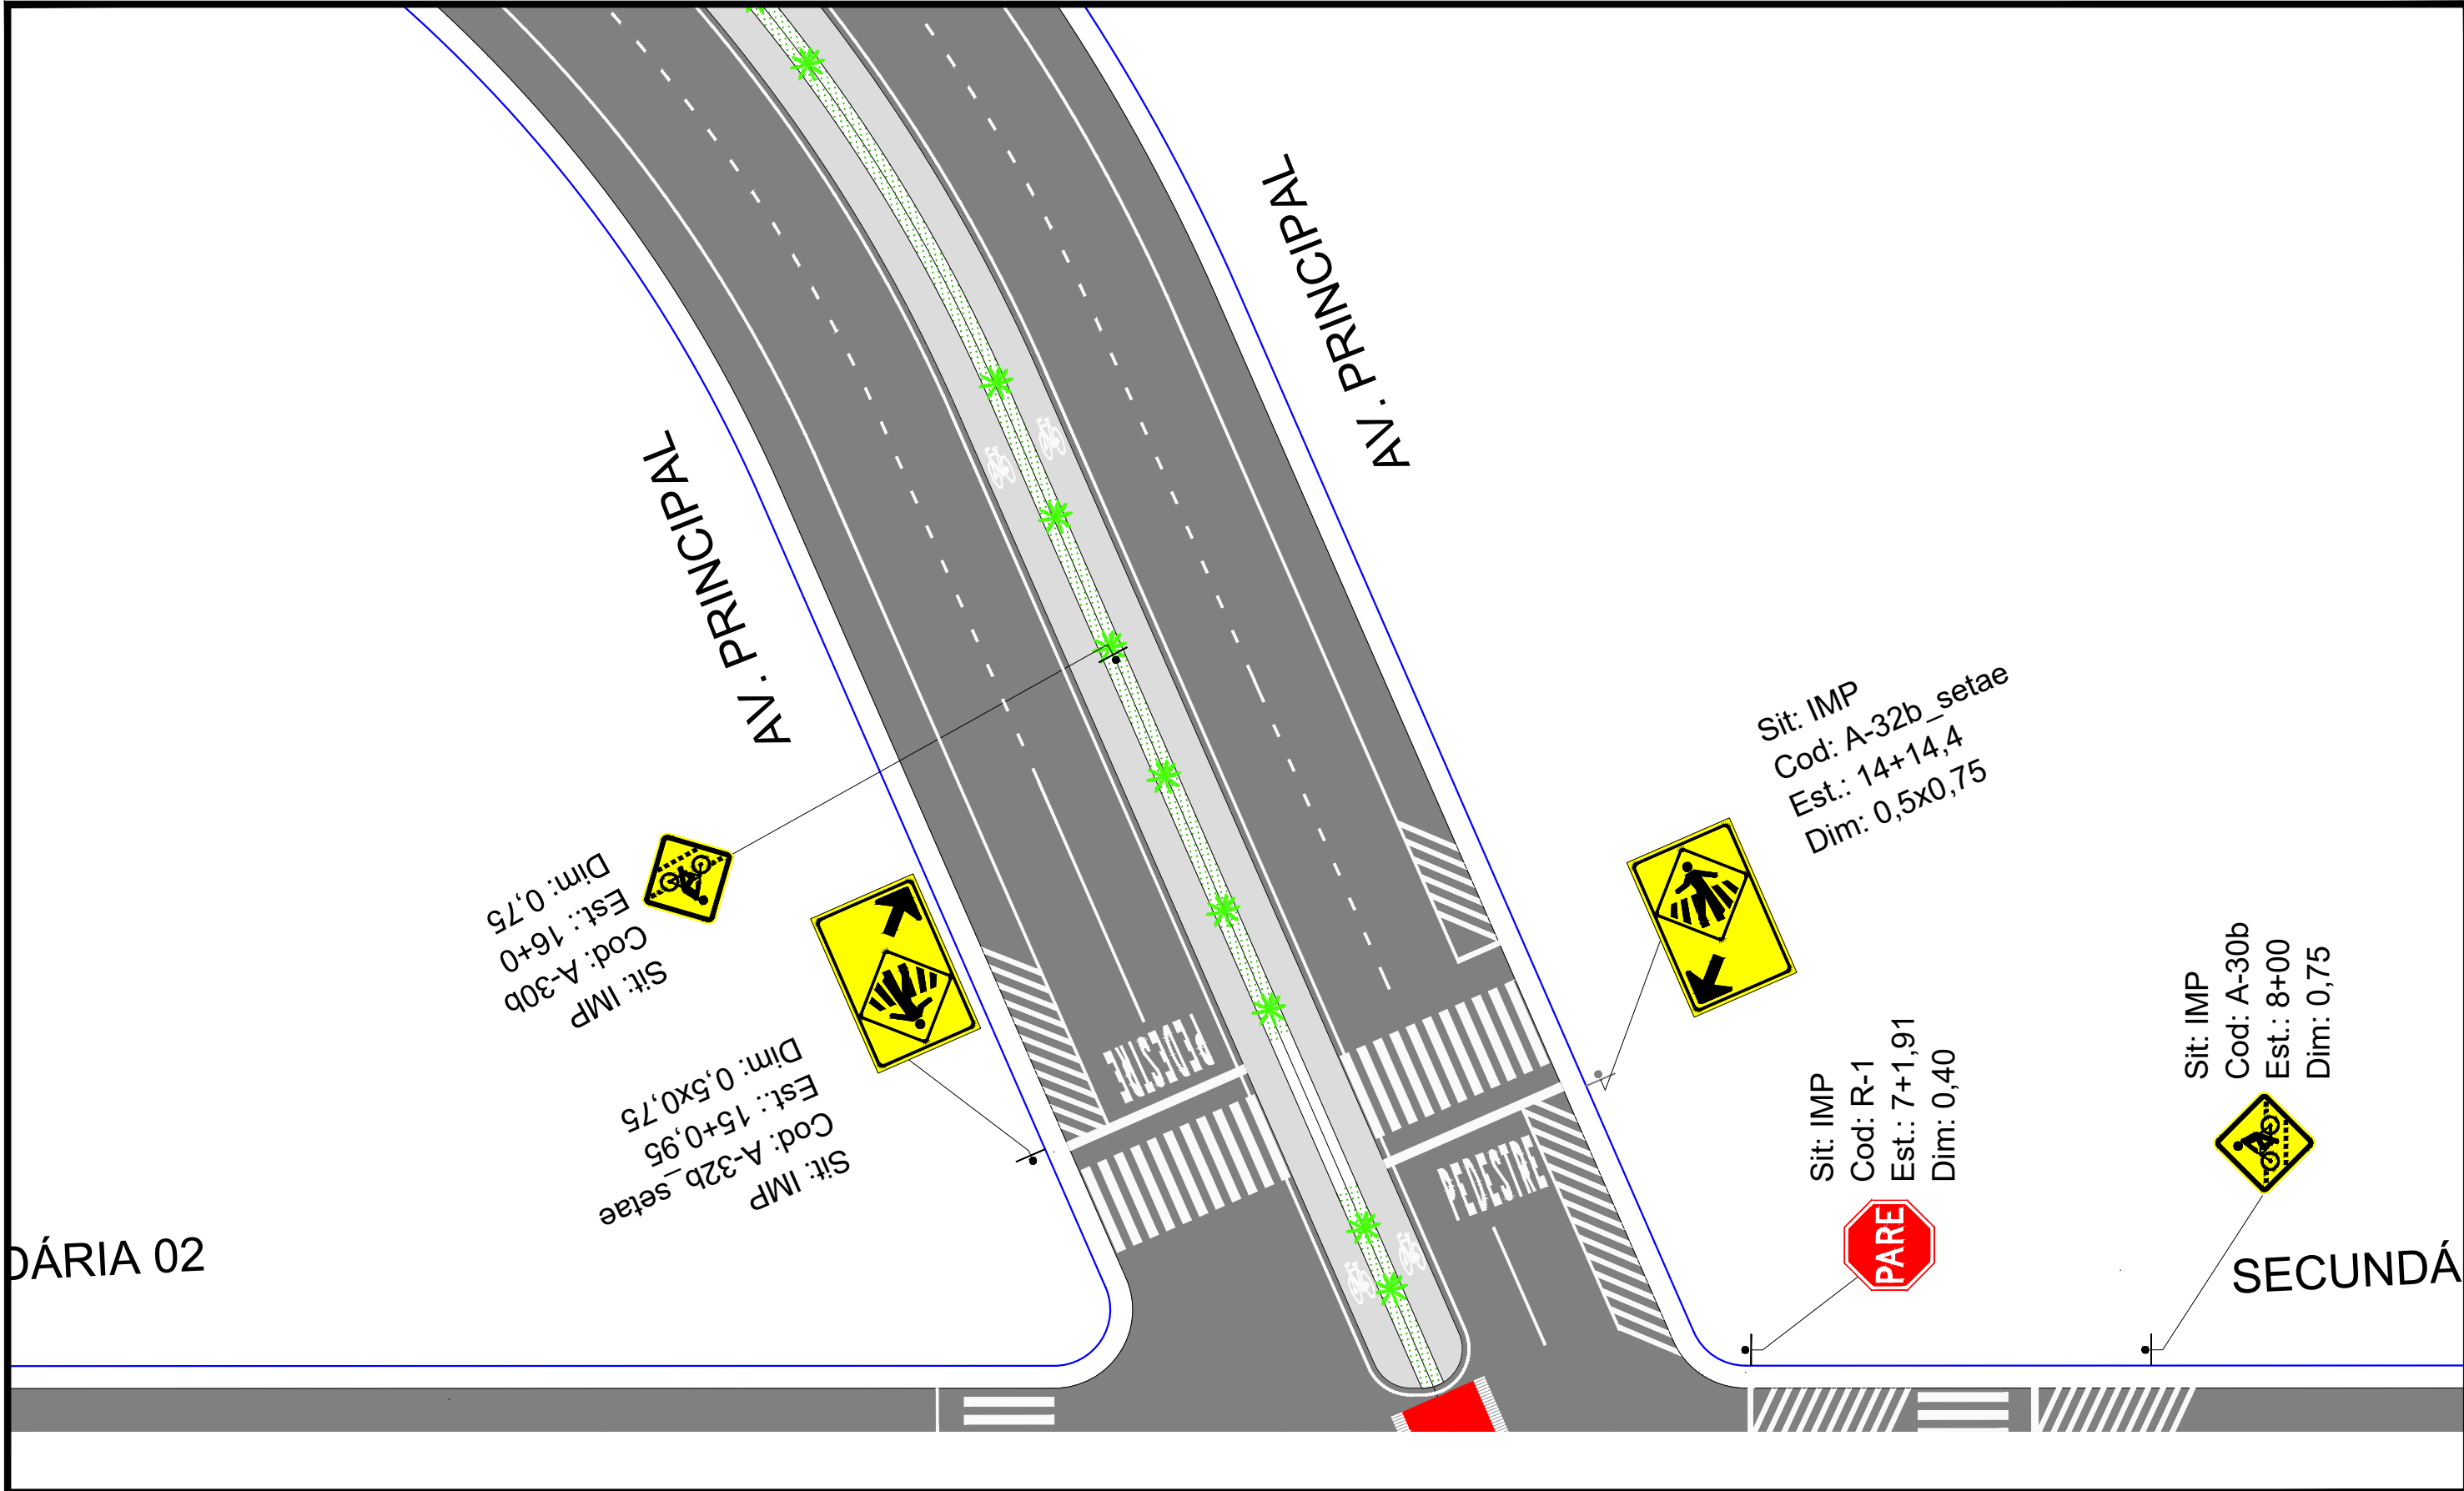 AV. PRINCIPAL
AV. PRINCIPAL
Sit: IMP
Cod: A-32b_setae
Est.: 14+14,4
Dim: 0,5x0,75
Sit: IMP
Cod: A-30b
Est.: 16+0
Dim: 0,75
Sit: IMP
Cod: A-32b_setae
Est.: 15+0,95
Dim: 0,5x0,75
Sit: IMP
Cod: R-1
Est.: 7+1,91
Dim: 0,40
PARE
Sit: IMP
Cod: A-30b
Est.: 8+00
Dim: 0,75
PEDESTRE
PEDESTRE
DÁRIA 02
SECUNDÁ